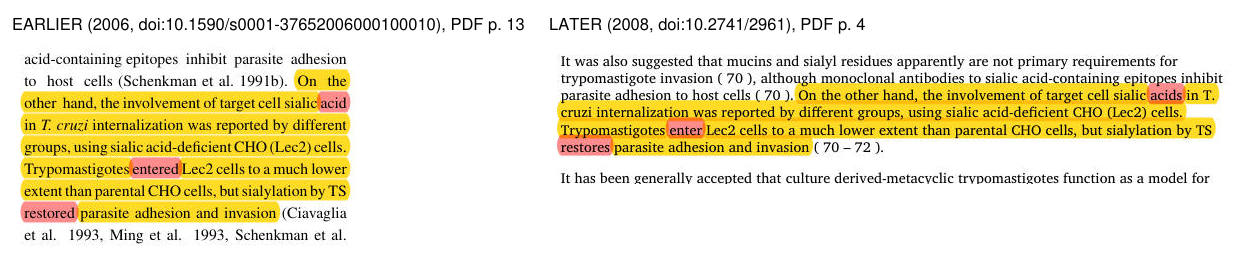 EARLIER (2006, doi:10.1590/s0001-37652006000100010), PDF p. 13
acid-containing epitopes inhibit parasite adhesion
to host cells (Schenkman et al. 1991b). On the
other hand, the involvement of target cell sialic acid
in T. cruzi internalization was reported by different
groups, using sialic acid-deficient CHO (Lec2) cells.
Trypomastigotes entered Lec2 cells to a much lower
extent than parental CHO cells, but sialylation by TS
restored parasite adhesion and invasion (Ciavaglia
et al. 1993, Ming et al. 1993, Schenkman et al.
LATER (2008, doi:10.2741/2961), PDF p. 4
It was also suggested that mucins and sialyl residues apparently are not primary requirements for
trypomastigote invasion ( 70 ), although monoclonal antibodies to sialic acid-containing epitopes inhibit
parasite adhesion to host cells ( 70 ). On the other hand, the involvement of target cell sialic acids in T.
cruzi internalization was reported by different groups, using sialic acid-deficient CHO (Lec2) cells.
Trypomastigotes enter Lec2 cells to a much lower extent than parental CHO cells, but sialylation by TS
restores parasite adhesion and invasion ( 70 – 72 ).
It has been generally accepted that culture derived-metacyclic trypomastigotes function as a model for